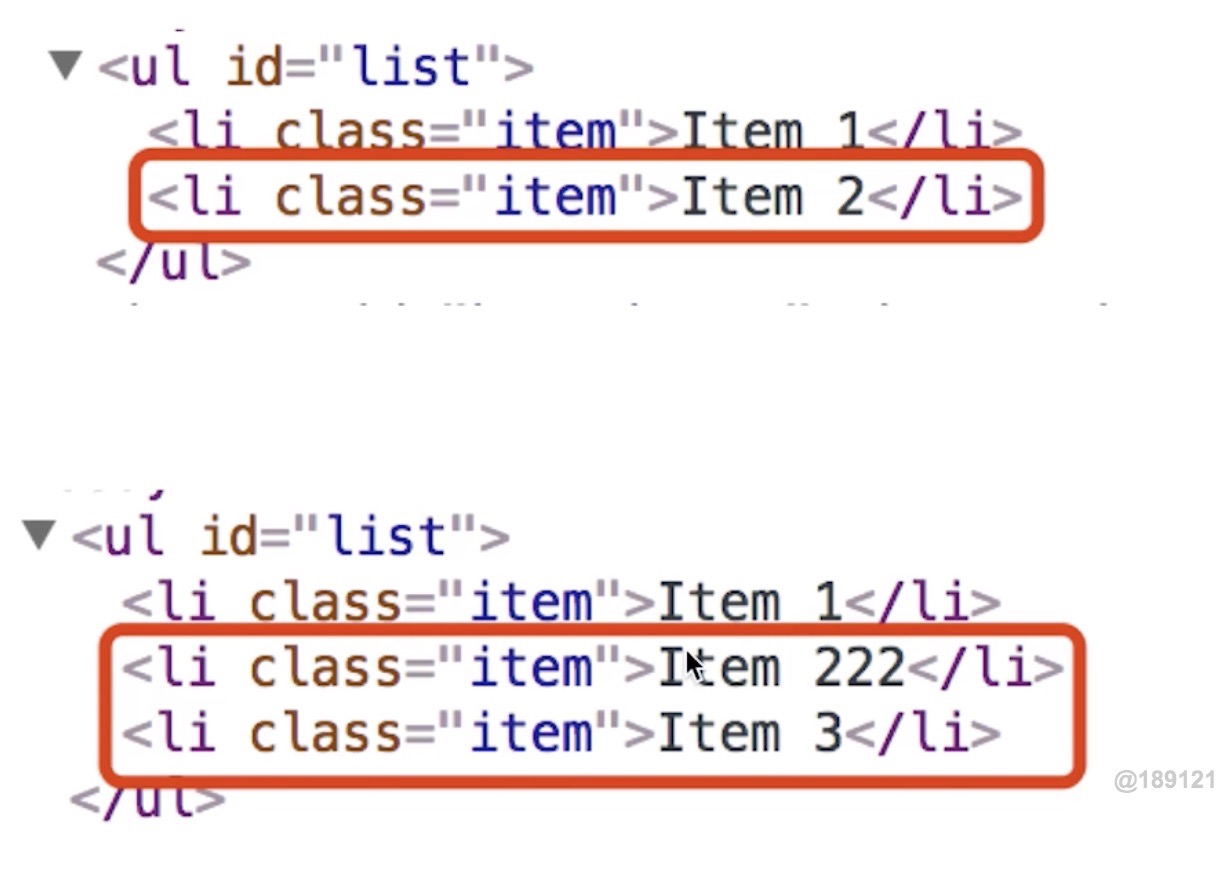 ▼<ul id="list">
<li class="item">Item 1</li>
<li class="item">Item 2</li>
</ul>
▼<ul id="list">
<li class="item">Item 1</li>
<li class="item">Item 222</li>
<li class="item">Item 3</li>
</ul>
@189121